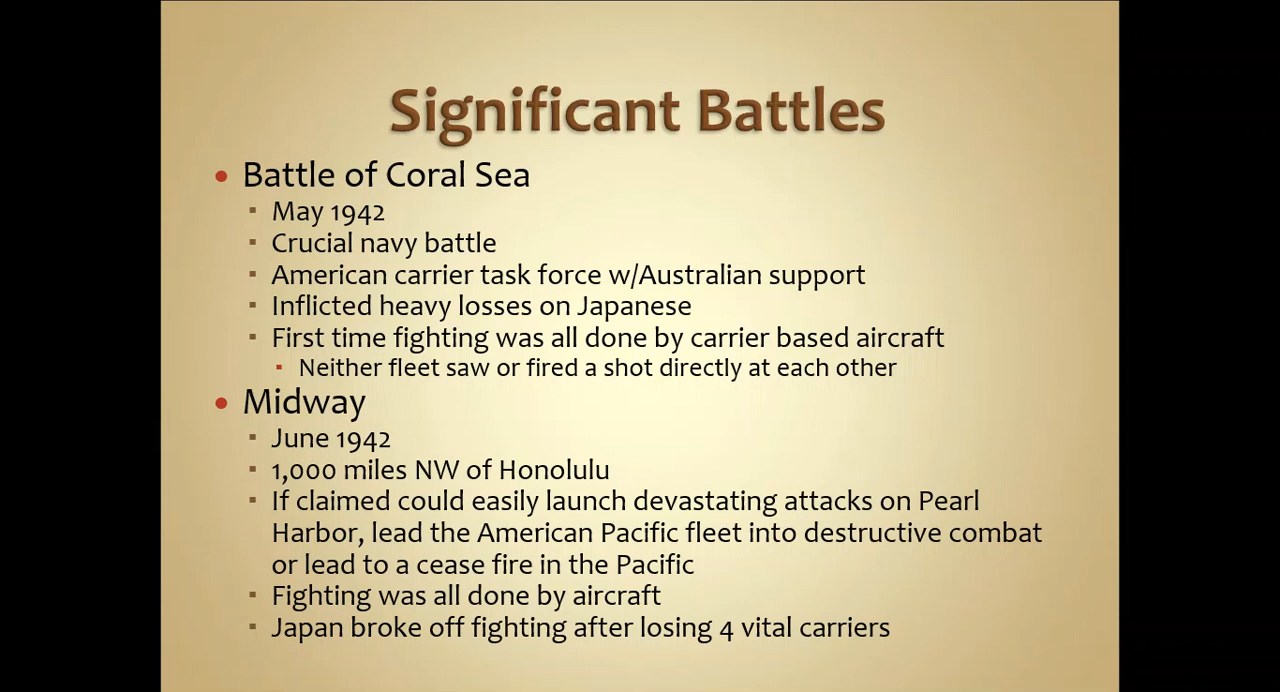 Significant Battles
Battle of Coral Sea
May 1942
Crucial navy battle
American carrier task force w/Australian support
Inflicted heavy losses on Japanese
First time fighting was all done by carrier based aircraft
Neither fleet saw or fired a shot directly at each other
Midway
June 1942
1,000 miles NW of Honolulu
If claimed could easily launch devastating attacks on Pearl
Harbor, lead the American Pacific fleet into destructive combat
or lead to a cease fire in the Pacific
Fighting was all done by aircraft
Japan broke off fighting after losing 4 vital carriers